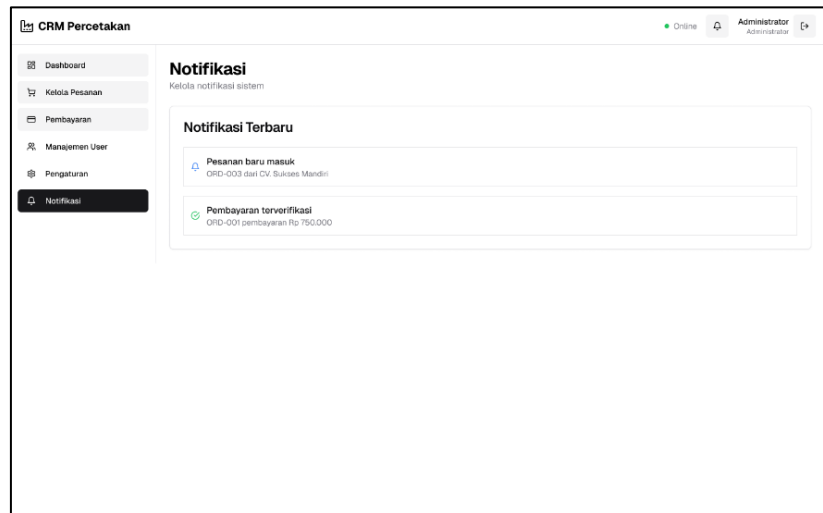 CRM Percetakan
Online
Administrator
Administrator
Dashboard
Kelola Pesanan
Pembayaran
Manajemen User
Pengaturan
Notifikasi
Notifikasi
Kelola notifikasi sistem
Notifikasi Terbaru
Pesanan baru masuk
ORD-003 dari CV. Sukses Mandiri
Pembayaran terverifikasi
ORD-001 pembayaran Rp 750.000